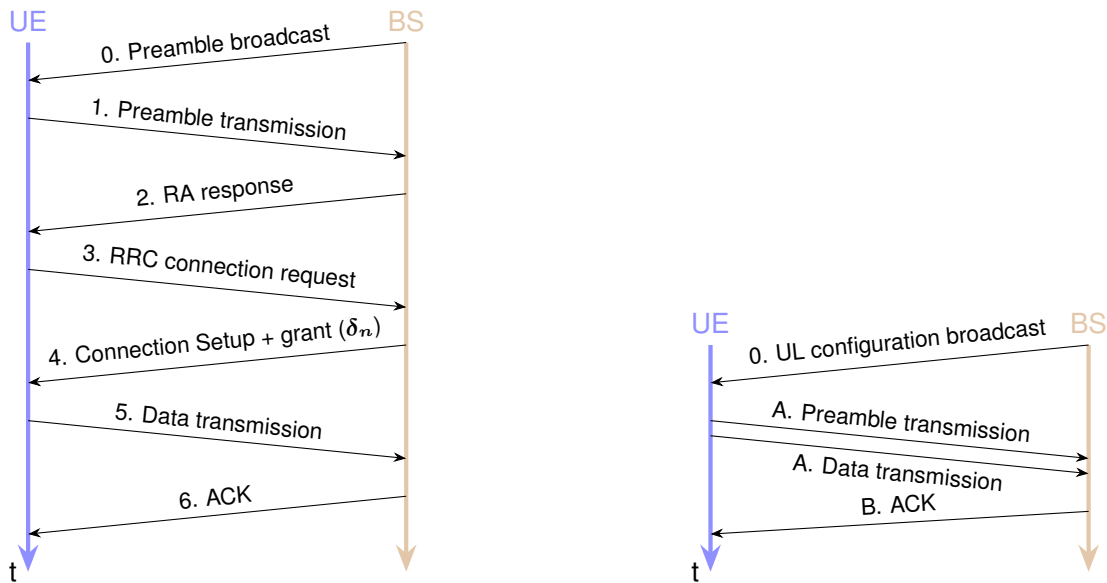 UE
BS
0. Preamble broadcast
1. Preamble transmission
2. RA response
3. RRC connection request
4. Connection Setup + grant (δₙ)
5. Data transmission
6. ACK
t
UE
BS
0. UL configuration broadcast
A. Preamble transmission
A. Data transmission
B. ACK
t